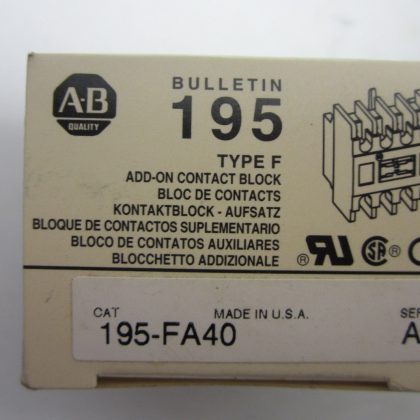 A-B
QUALITY
BULLETIN
195
TYPE F
ADD-ON CONTACT BLOCK
BLOC DE CONTACTS
KONTAKTBLOCK - AUFSATZ
BLOQUE DE CONTACTOS SUPLEMENTARIO
BLOCO DE CONTATOS AUXILIARES
BLOCCHETTO ADDIZIONALE
CAT MADE IN U.S.A. SER
195-FA40 A